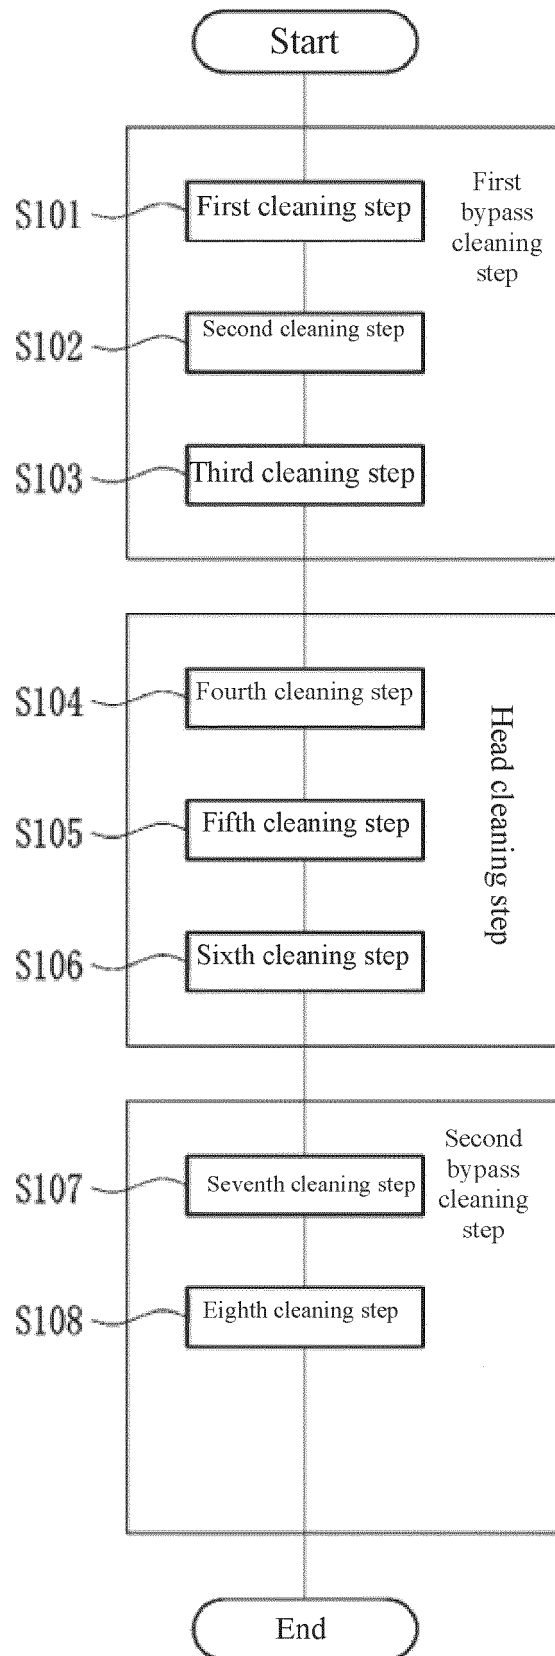 Start
First
bypass
cleaning
step
S101
First cleaning step
S102
Second cleaning step
S103
Third cleaning step
Head cleaning step
S104
Fourth cleaning step
S105
Fifth cleaning step
S106
Sixth cleaning step
Second
bypass
cleaning
step
S107
Seventh cleaning step
S108
Eighth cleaning step
End